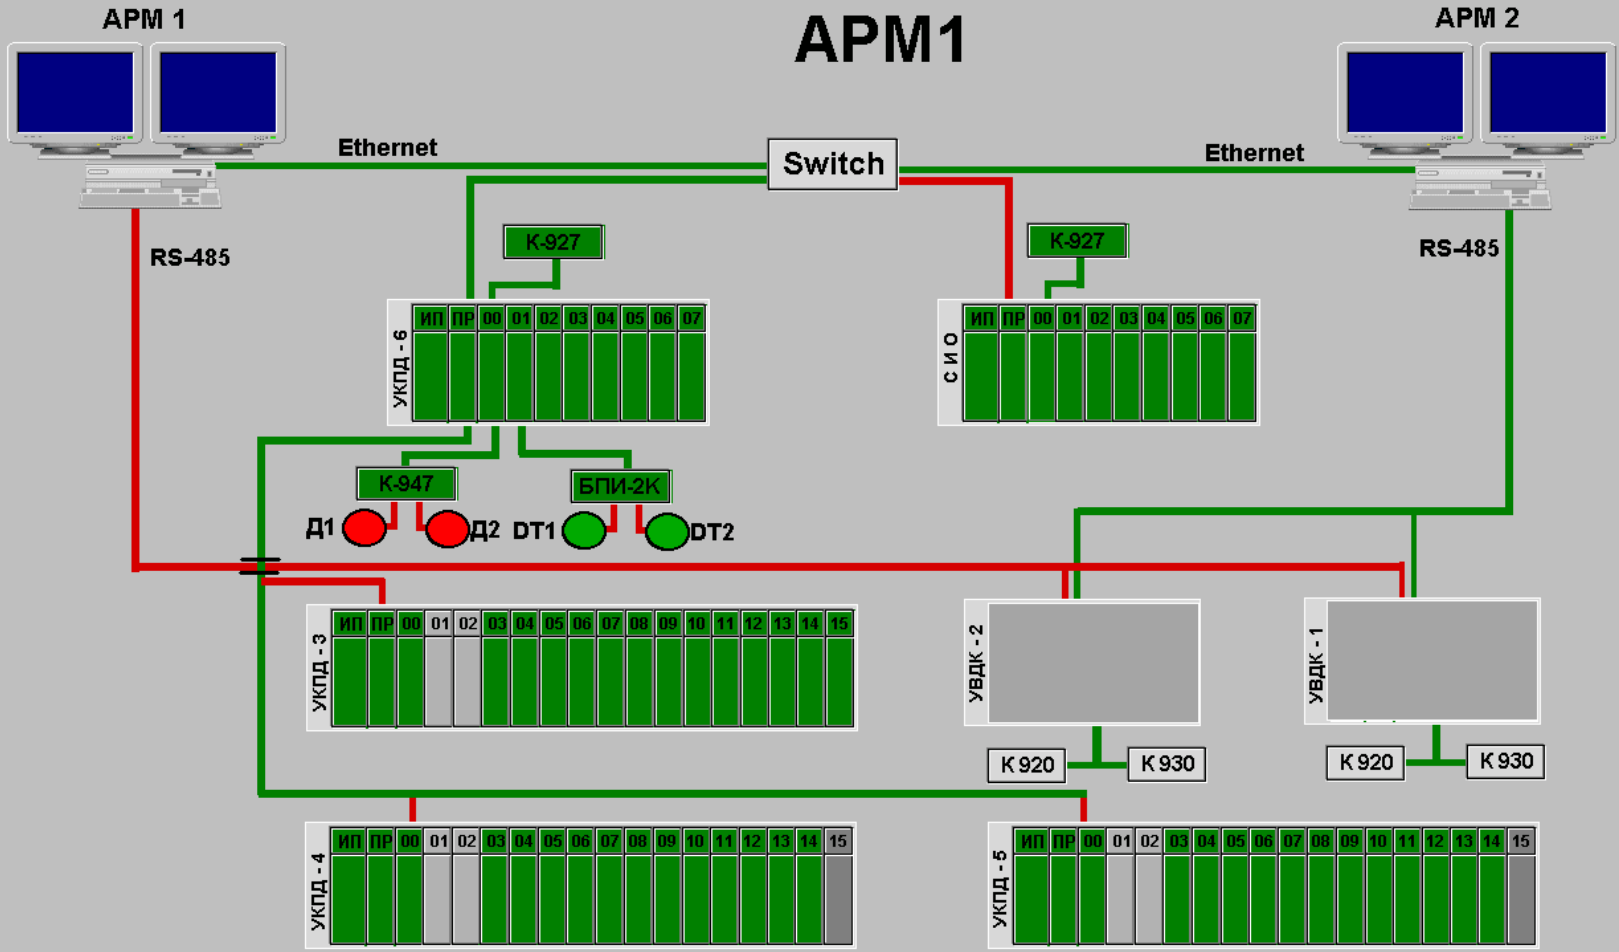 АРМ 1
АРМ1
АРМ 2
Ethernet
Switch
Ethernet
RS-485
К-927
К-927
RS-485
УКПД - 6
ИП ПР 00 01 02 03 04 05 06 07
С И О
ИП ПР 00 01 02 03 04 05 06 07
К-947
БПИ-2К
Д1
Д2
DT1
DT2
УКПД - 3
ИП ПР 00 01 02 03 04 05 06 07 08 09 10 11 12 13 14 15
УВДК - 2
УВДК - 1
К 920
К 930
К 920
К 930
УКПД - 4
ИП ПР 00 01 02 03 04 05 06 07 08 09 10 11 12 13 14 15
УКПД - 5
ИП ПР 00 01 02 03 04 05 06 07 08 09 10 11 12 13 14 15